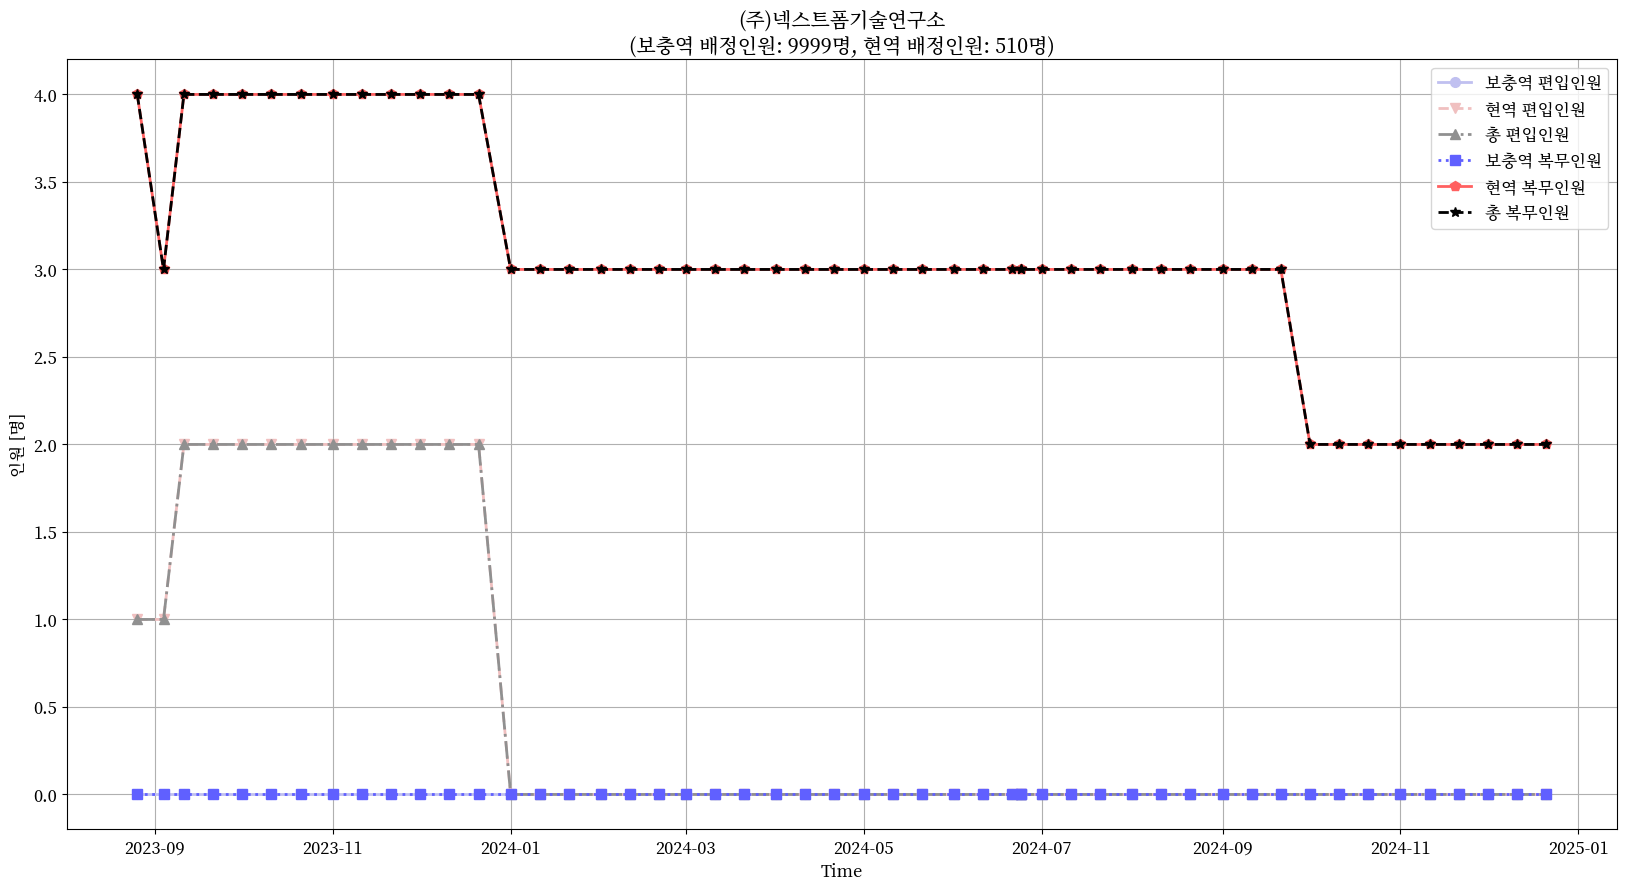 (주)넥스트폼기술연구소
(보충역 배정인원: 9999명, 현역 배정인원: 510명)
보충역 편입인원
현역 편입인원
총 편입인원
보충역 복무인원
현역 복무인원
총 복무인원
인원 [명]
4.0
3.5
3.0
2.5
2.0
1.5
1.0
0.5
0.0
2023-09
2023-11
2024-01
2024-03
2024-05
2024-07
2024-09
2024-11
2025-01
Time